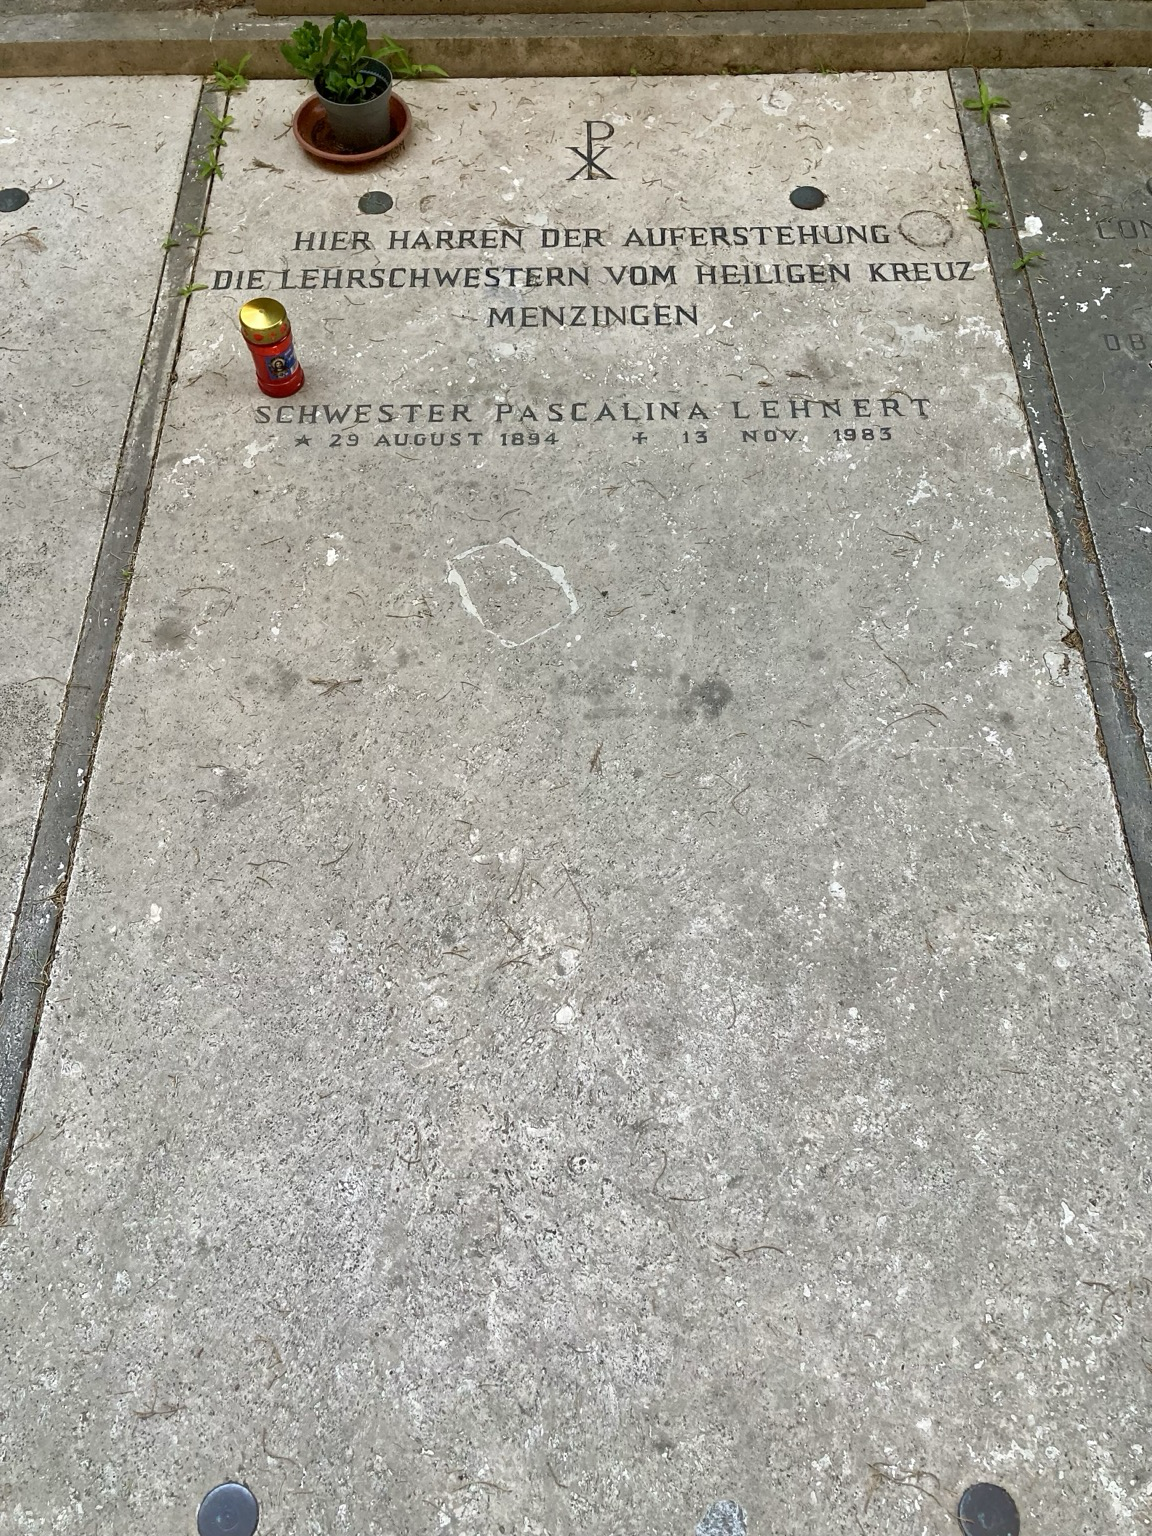 HIER HARREN DER AUFERSTEHUNG
DIE LEHRSCHWESTERN VOM HEILIGEN KREUZ
MENZINGEN
SCHWESTER PASCALINA LEHNERT
★ 29 AUGUST 1894 + 13 NOV. 1983